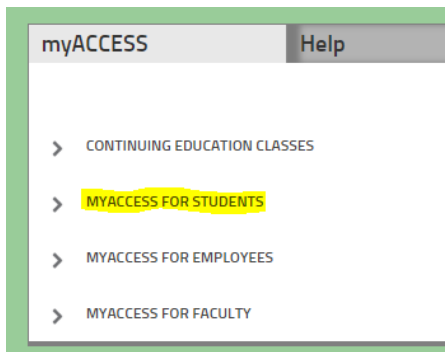 myACCESS Help
CONTINUING EDUCATION CLASSES
MYACCESS FOR STUDENTS
MYACCESS FOR EMPLOYEES
MYACCESS FOR FACULTY